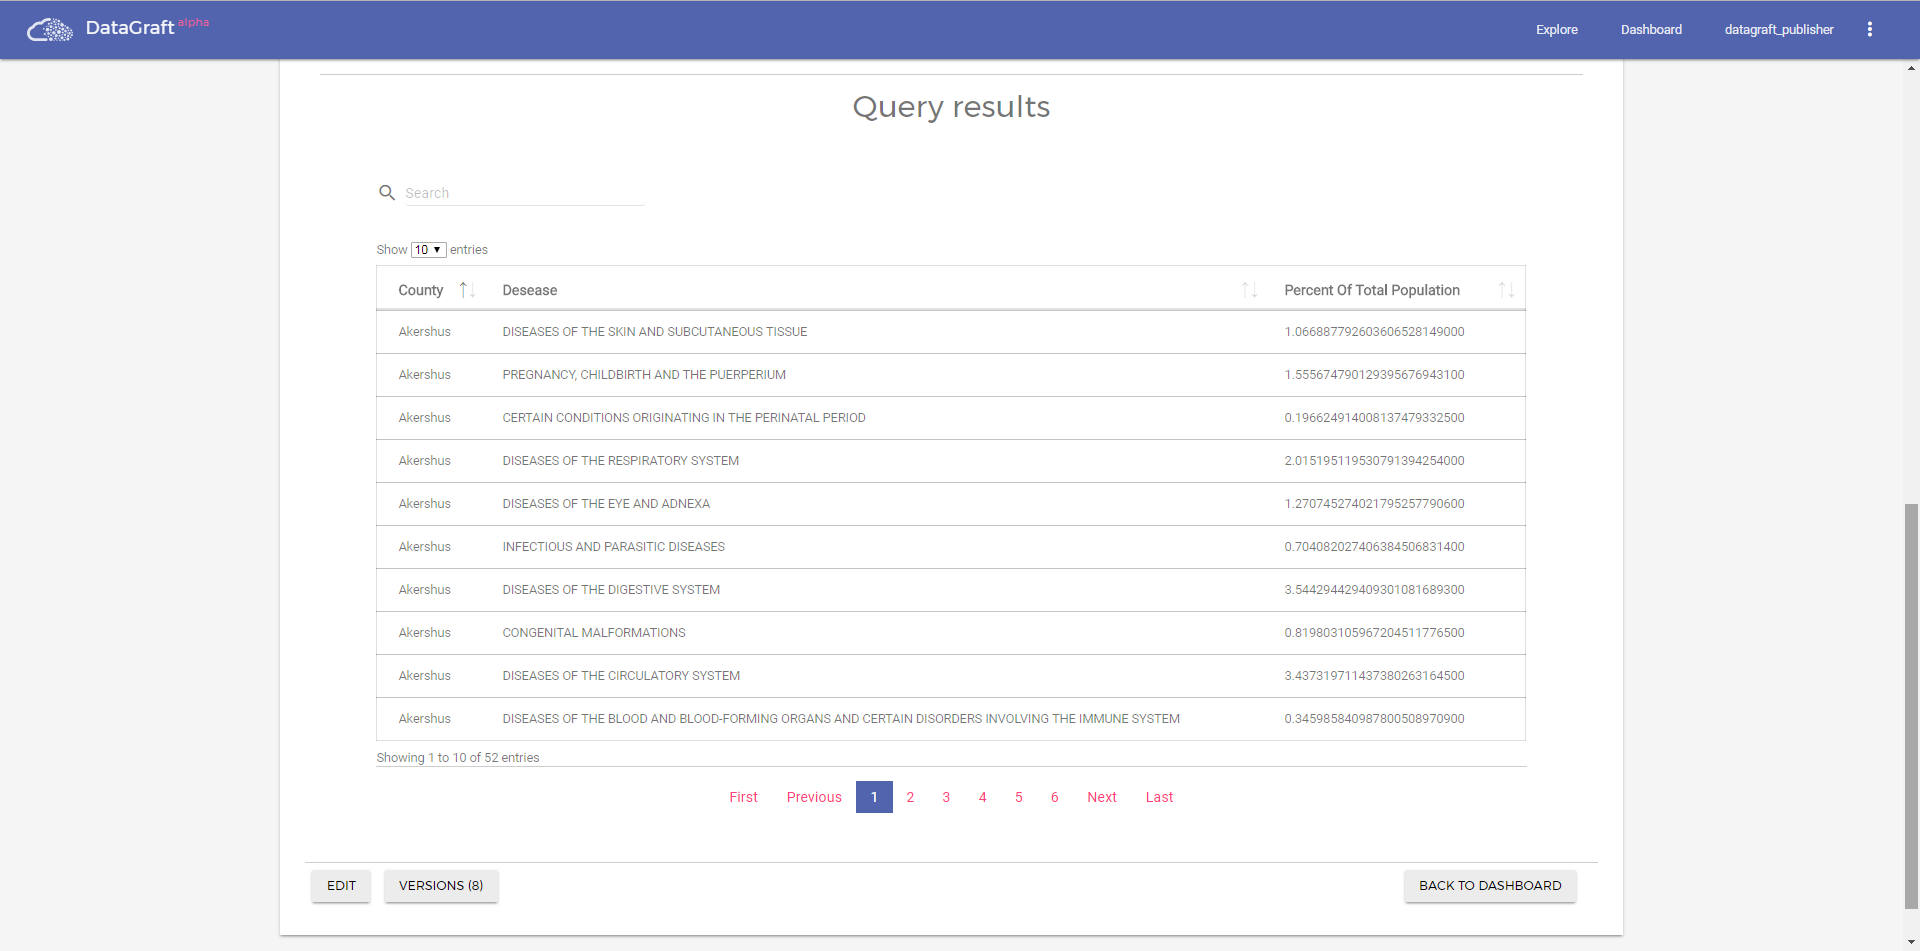 DataGraft alpha Explore Dashboard datagraft_publisher
Query results
Search
Show 10 entries
County Desease Percent Of Total Population
Akershus DISEASES OF THE SKIN AND SUBCUTANEOUS TISSUE 1.066887792603606528149000
Akershus PREGNANCY, CHILDBIRTH AND THE PUERPERIUM 1.555674790129395676943100
Akershus CERTAIN CONDITIONS ORIGINATING IN THE PERINATAL PERIOD 0.196624914008137479332500
Akershus DISEASES OF THE RESPIRATORY SYSTEM 2.015195119530791394254000
Akershus DISEASES OF THE EYE AND ADNEXA 1.270745274021795257790600
Akershus INFECTIOUS AND PARASITIC DISEASES 0.704082027406384506831400
Akershus DISEASES OF THE DIGESTIVE SYSTEM 3.544294429409301081689300
Akershus CONGENITAL MALFORMATIONS 0.819803105967204511776500
Akershus DISEASES OF THE CIRCULATORY SYSTEM 3.437319711437380263164500
Akershus DISEASES OF THE BLOOD AND BLOOD-FORMING ORGANS AND CERTAIN DISORDERS INVOLVING THE IMMUNE SYSTEM 0.345985840987800508970900
Showing 1 to 10 of 52 entries
First Previous 1 2 3 4 5 6 Next Last
EDIT VERSIONS (8) BACK TO DASHBOARD